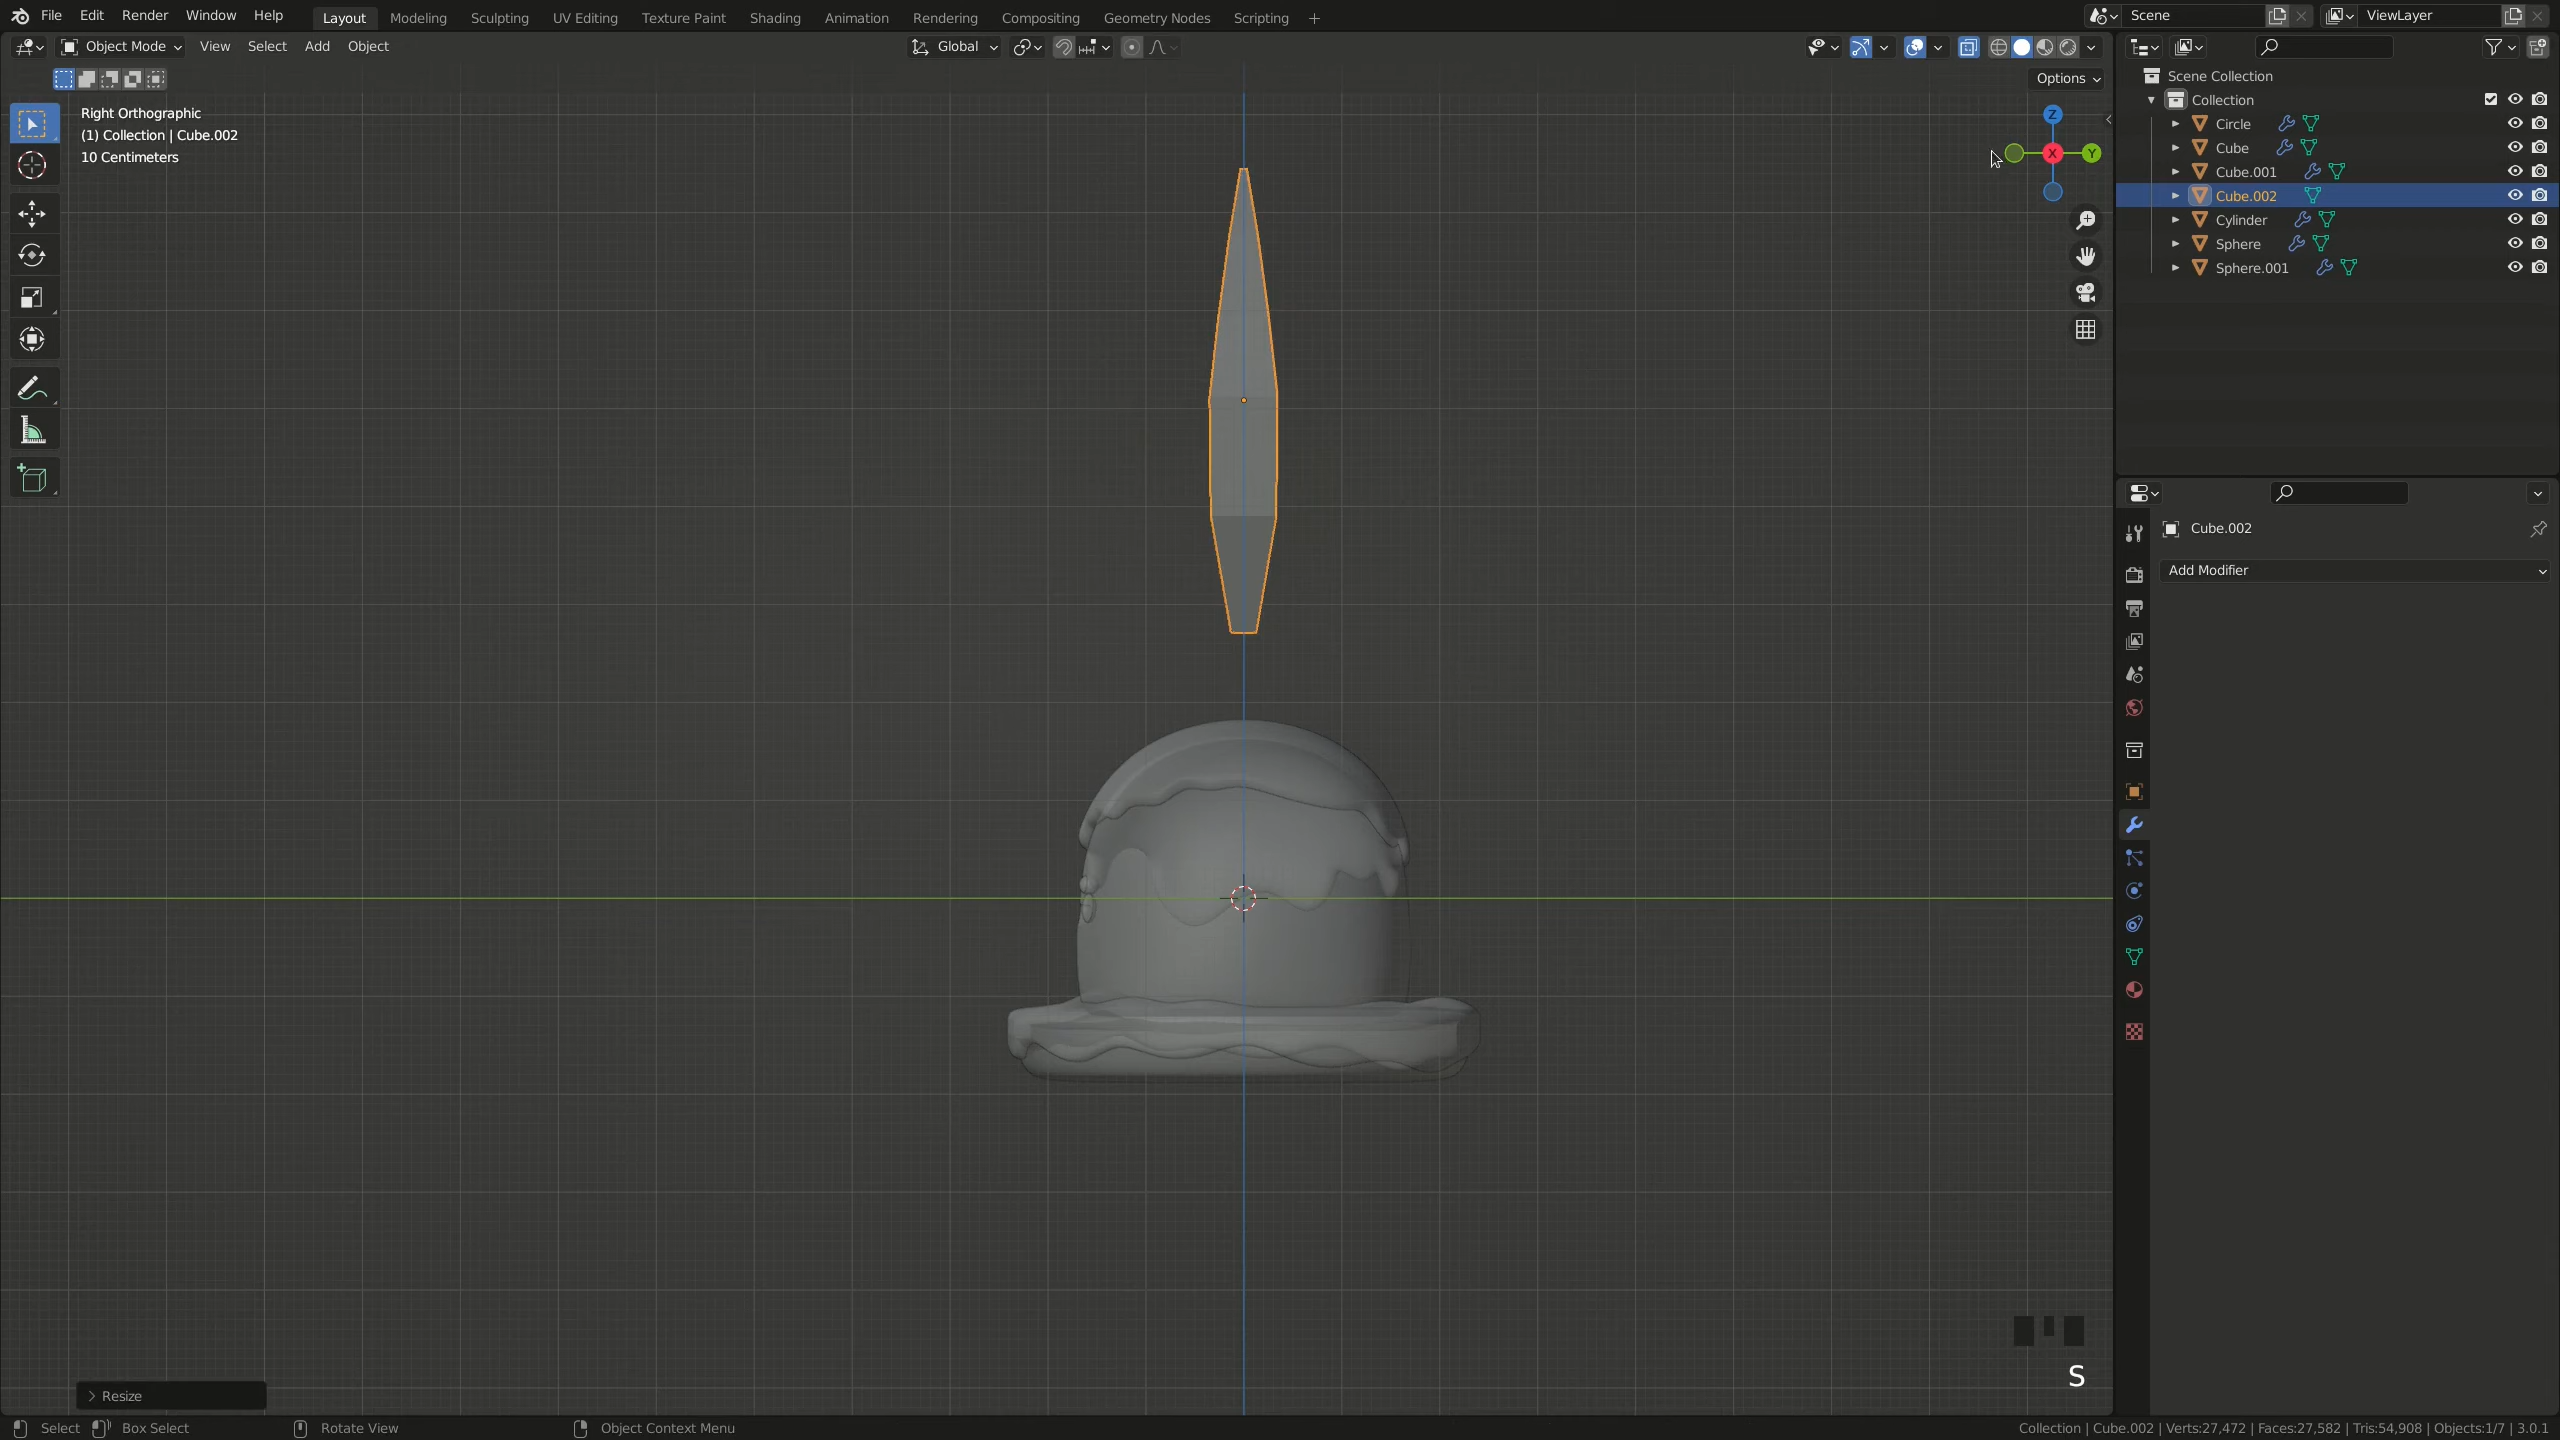 File Edit Render Window Help Layout Modeling Sculpting UV Editing Texture Paint Shading Animation Rendering Compositing Geometry Nodes Scripting + Scene ViewLayer
Object Mode View Select Add Object Global
Options
Right Orthographic
(1) Collection | Cube.002
10 Centimeters
Z
X
Y
Scene Collection
Collection
Circle
Cube
Cube.001
Cube.002
Cylinder
Sphere
Sphere.001
Cube.002
Add Modifier
S
Resize
Select Box Select Rotate View Object Context Menu Collection | Cube.002 | Verts:27,472 | Faces:27,582 | Tris:54,908 | Objects:1/7 | 3.0.1